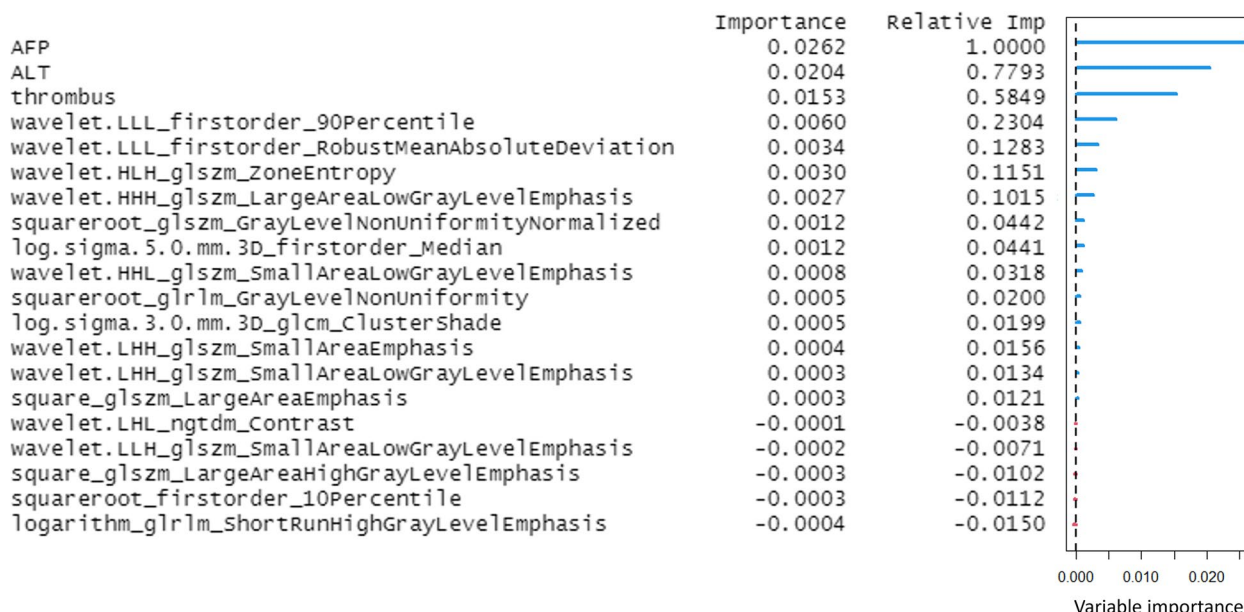 Importance Relative Imp
AFP 0.0262 1.0000
ALT 0.0204 0.7793
thrombus 0.0153 0.5849
wavelet.LLL_firstorder_90Percentile 0.0060 0.2304
wavelet.LLL_firstorder_RobustMeanAbsoluteDeviation 0.0034 0.1283
wavelet.HLH_glszm_ZoneEntropy 0.0030 0.1151
wavelet.HHH_glszm_LargeAreaLowGrayLevelEmphasis 0.0027 0.1015
squareroot_glszm_GrayLevelNonUniformityNormalized 0.0012 0.0442
log.sigma.5.0.mm.3D_firstorder_Median 0.0012 0.0441
wavelet.HHL_glszm_SmallAreaLowGrayLevelEmphasis 0.0008 0.0318
squareroot_glrlm_GrayLevelNonUniformity 0.0005 0.0200
log.sigma.3.0.mm.3D_glcm_ClusterShade 0.0005 0.0199
wavelet.LHH_glszm_SmallAreaEmphasis 0.0004 0.0156
wavelet.LHH_glszm_SmallAreaLowGrayLevelEmphasis 0.0003 0.0134
square_glszm_LargeAreaEmphasis 0.0003 0.0121
wavelet.LHL_ngtdm_Contrast -0.0001 -0.0038
wavelet.LLH_glszm_SmallAreaLowGrayLevelEmphasis -0.0002 -0.0071
square_glszm_LargeAreaHighGrayLevelEmphasis -0.0003 -0.0102
squareroot_firstorder_10Percentile -0.0003 -0.0112
logarithm_glrlm_ShortRunHighGrayLevelEmphasis -0.0004 -0.0150
0.000 0.010 0.020
Variable importance